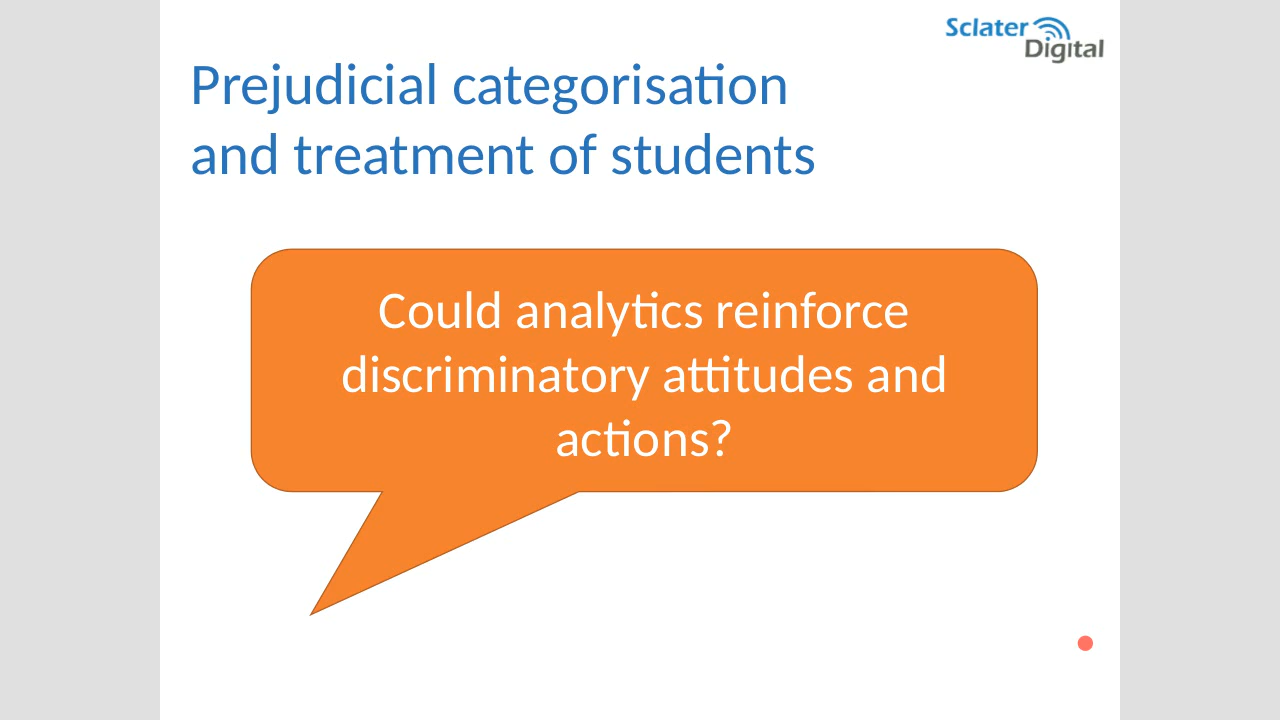 Sclater
Digital
Prejudicial categorisation
and treatment of students
Could analytics reinforce
discriminatory attitudes and
actions?